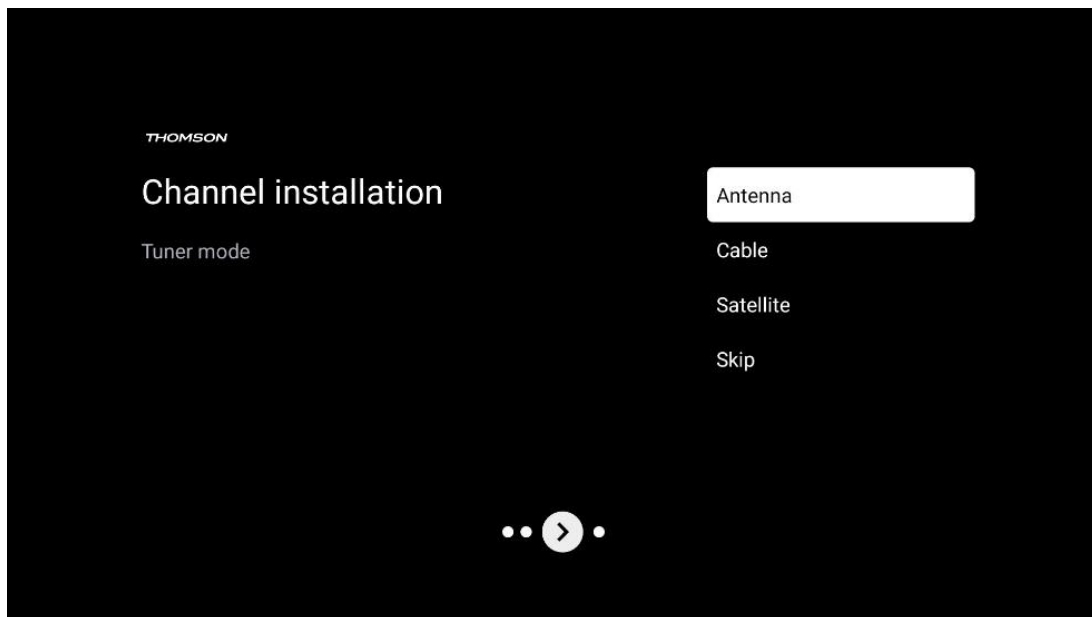 THOMSON
Channel installation
Tuner mode
Antenna
Cable
Satellite
Skip